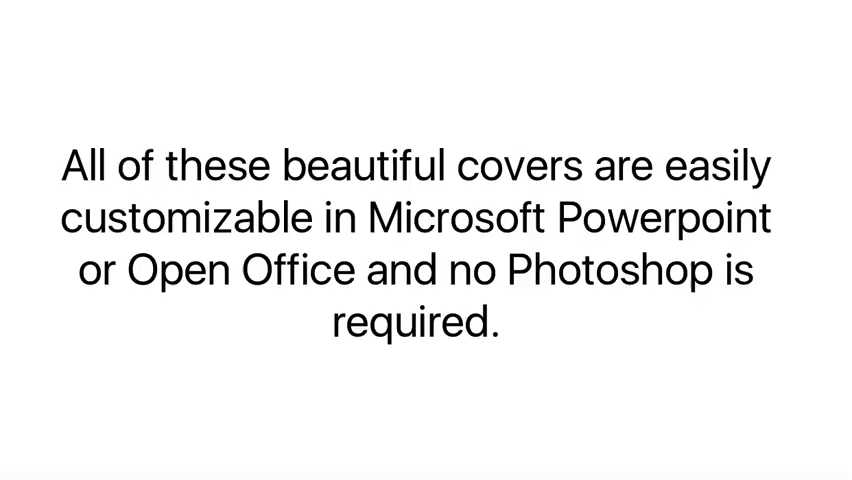 All of these beautiful covers are easily
customizable in Microsoft Powerpoint
or Open Office and no Photoshop is
required.